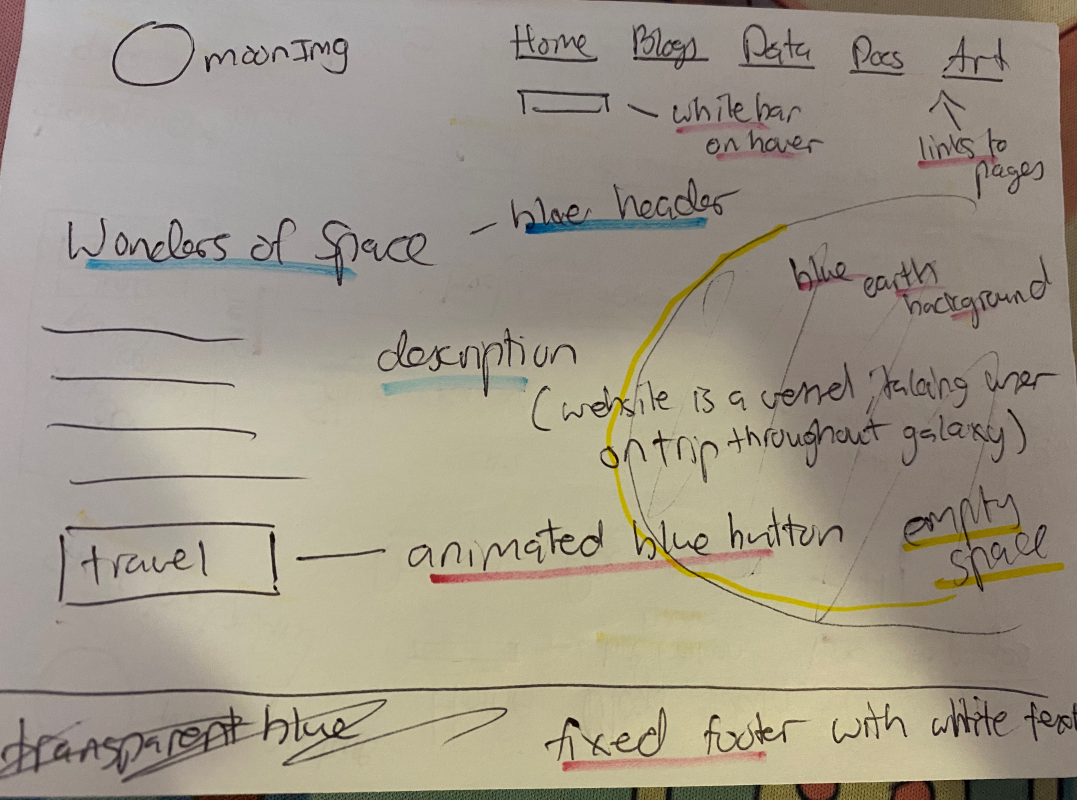 moonImg
Home Blogs Data Docs Art
white bar
on hover
links to
pages
Wonders of Space - blue header
blue earth
background
description
(website is a vessel, taking user
on trip throughout galaxy)
travel
animated blue button
empty
space
transparent blue
fixed footer with white text